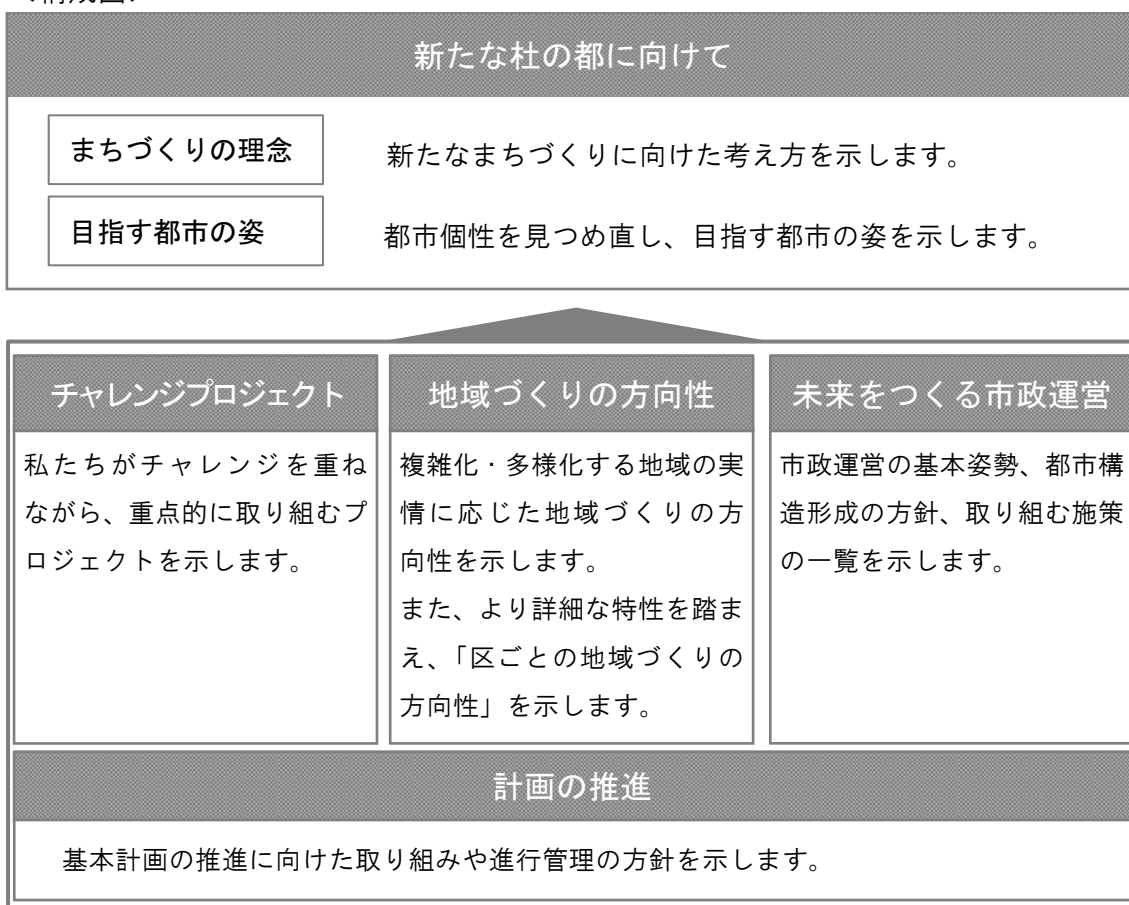 新たな杜の都に向けて
まちづくりの理念
新たなまちづくりに向けた考え方を示します。
目指す都市の姿
都市個性を見つめ直し、目指す都市の姿を示します。
チャレンジプロジェクト
私たちがチャレンジを重ね
ながら、重点的に取り組むプ
ロジェクトを示します。
地域づくりの方向性
複雑化・多様化する地域の実
情に応じた地域づくりの方
向性を示します。
また、より詳細な特性を踏ま
え、「区ごとの地域づくりの
方向性」を示します。
未来をつくる市政運営
市政運営の基本姿勢、都市構
造形成の方針、取り組む施策
の一覧を示します。
計画の推進
基本計画の推進に向けた取り組みや進行管理の方針を示します。